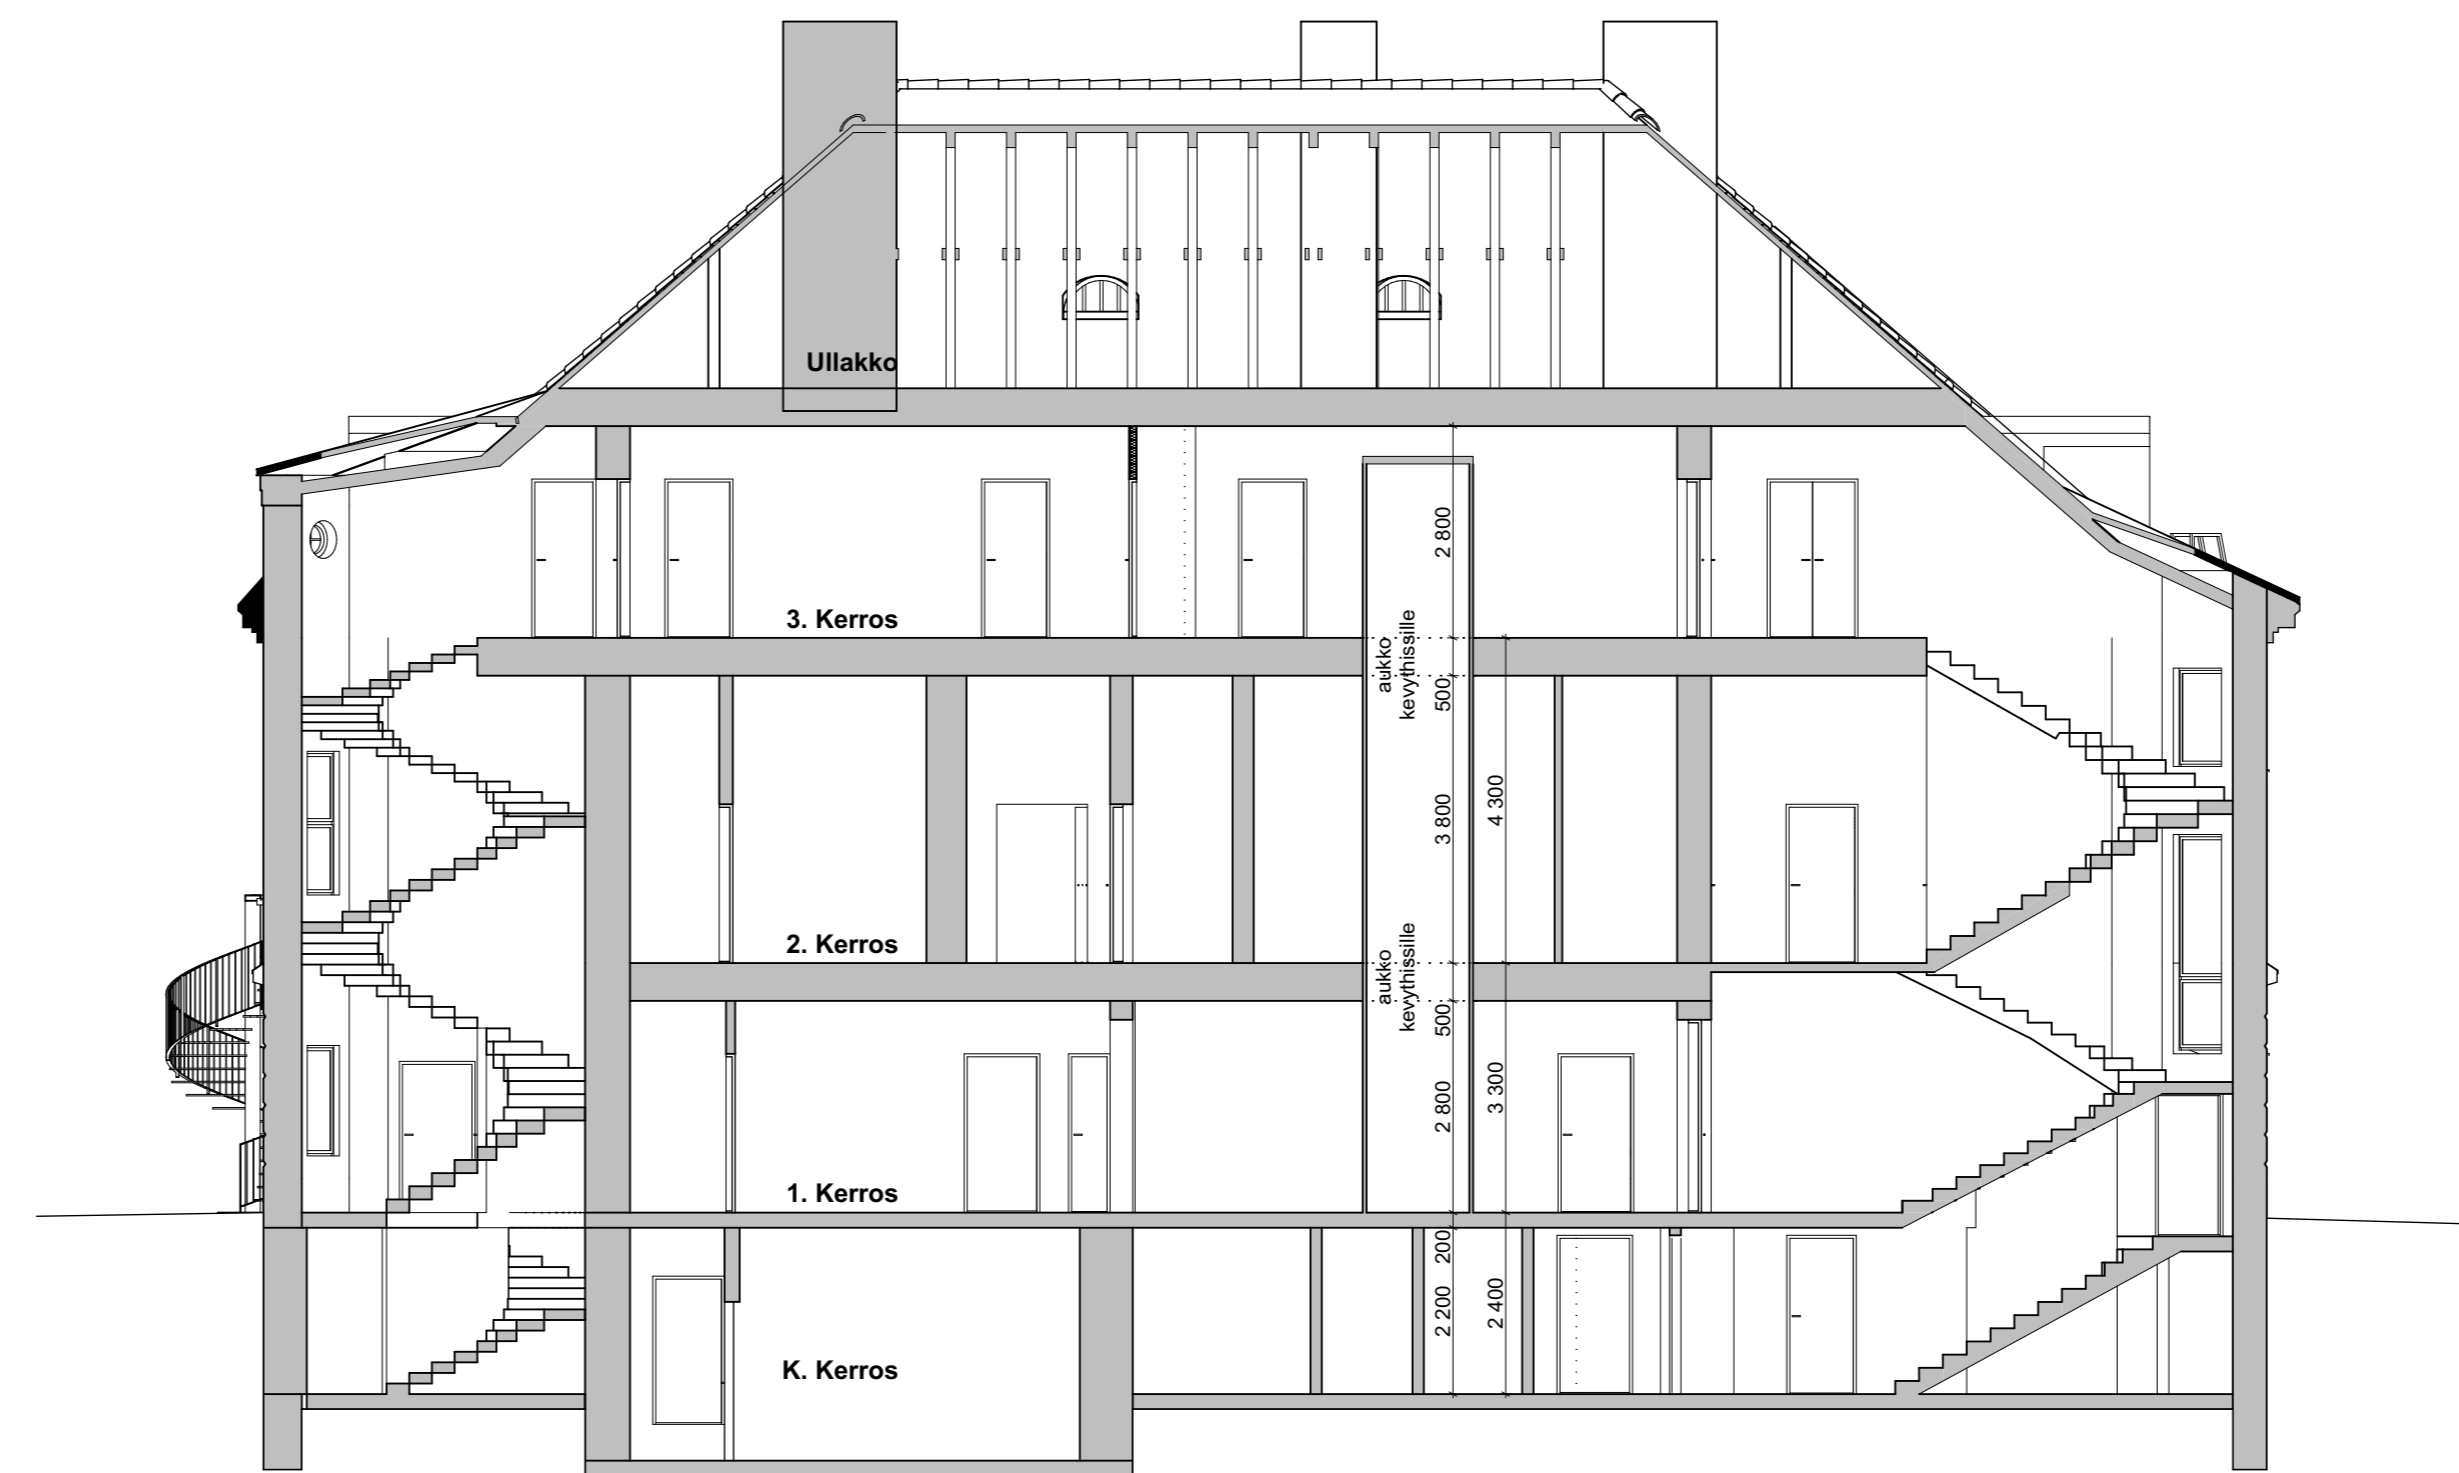 Ullakko
2 800
3. Kerros
aukko
kevythissille
500
3 800
4 300
2. Kerros
aukko
kevythissille
500
2 800
3 300
1. Kerros
200
2 200
2 400
K. Kerros